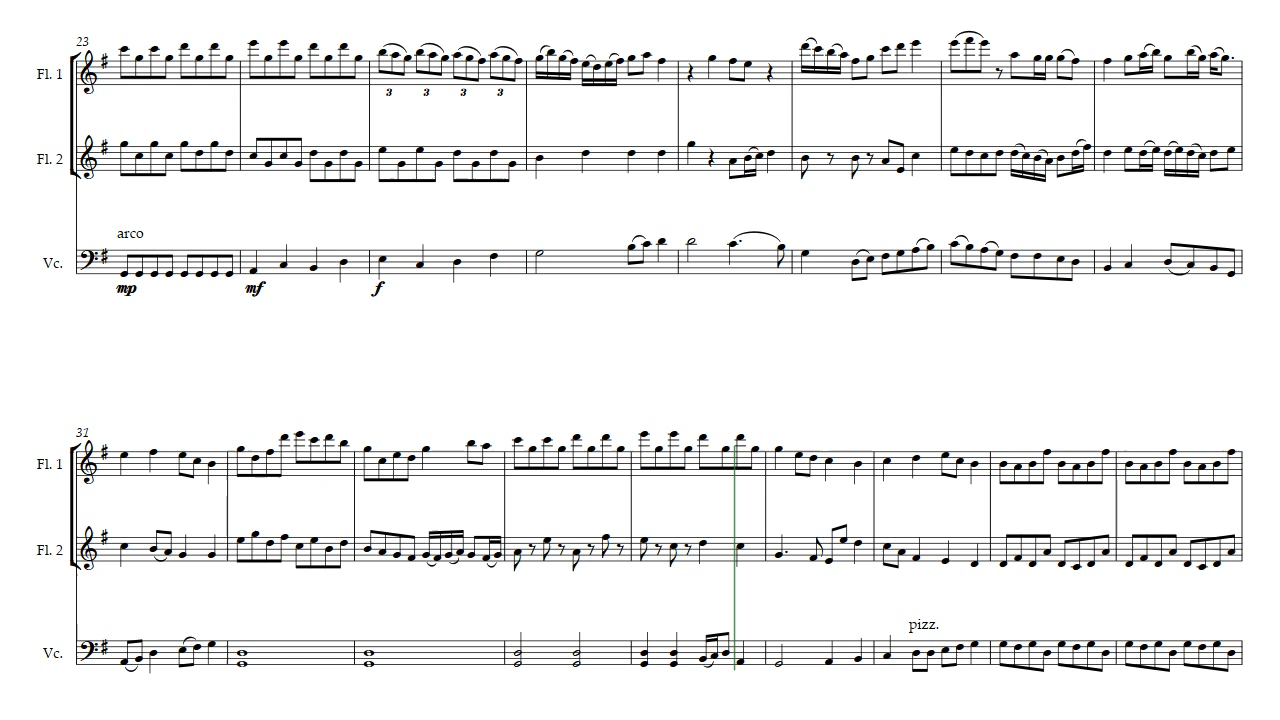 23
Fl. 1
3 3 3 3
Fl. 2
arco
Vc.
mp mf f
31
Fl. 1
Fl. 2
pizz.
Vc.